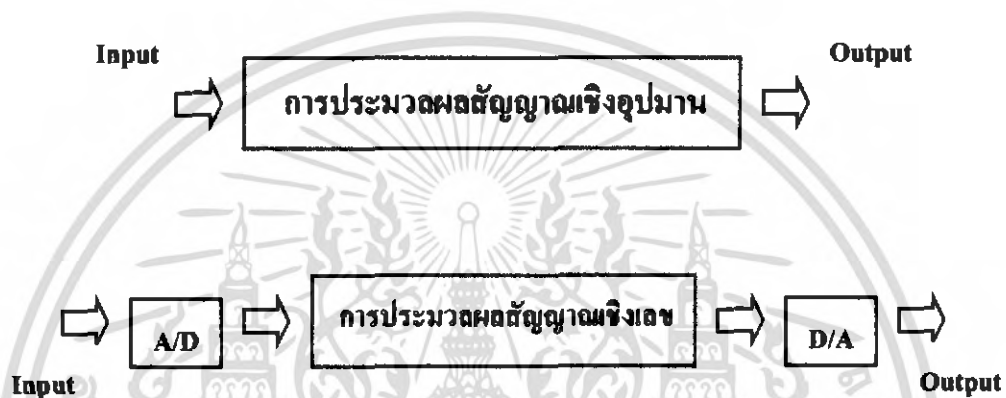 Input
Output
การประมวลผลสัญญาณเชิงอุปมาน
การประมวลผลสัญญาณเชิงเลข
A/D
D/A
Input
Output